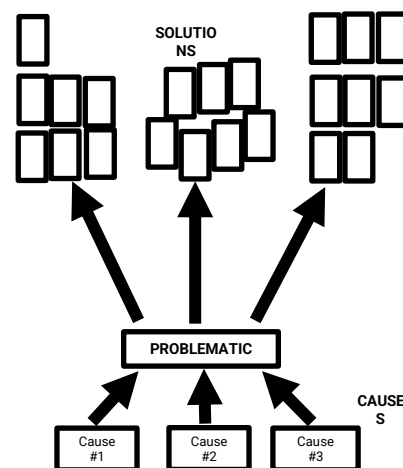 SOLUTIO
NS
PROBLEMATIC
CAUSE
S
Cause
#1
Cause
#2
Cause
#3